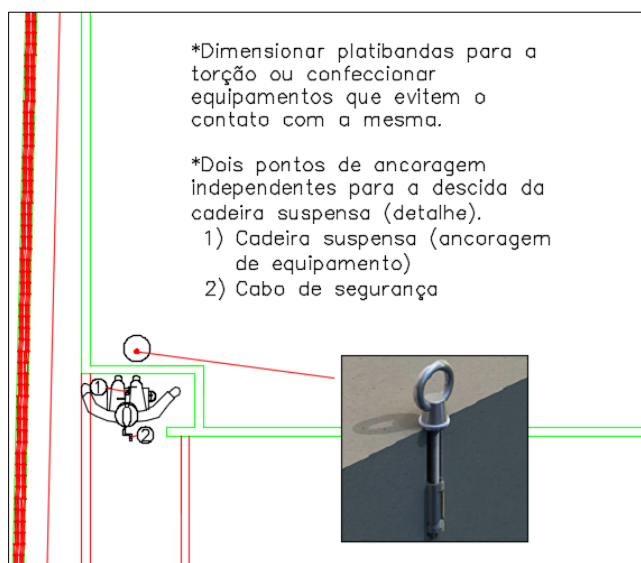 *Dimensionar platibandas para a
torção ou confeccionar
equipamentos que evitem o
contato com a mesma.
*Dois pontos de ancoragem
independentes para a descida da
cadeira suspensa (detalhe).
1) Cadeira suspensa (ancoragem
de equipamento)
2) Cabo de segurança
1
2